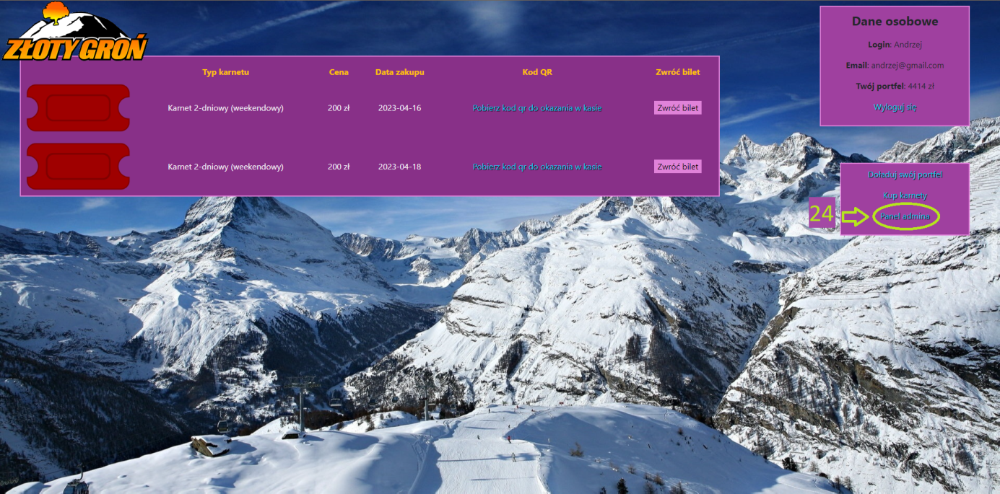 ZŁOTY GROŃ
Typ karnetu Cena Data zakupu Kod QR Zwróć bilet
Karnet 2-dniowy (weekendowy) 200 zł 2023-04-16 Pobierz kod qr do okazania w kasie Zwróć bilet
Karnet 2-dniowy (weekendowy) 200 zł 2023-04-18 Pobierz kod qr do okazania w kasie Zwróć bilet
Dane osobowe
Login: Andrzej
Email: andrzej@gmail.com
Twój portfel: 4414 zł
Wyloguj się
Doładuj swój portfel
Kup karnety
24 Panel admina